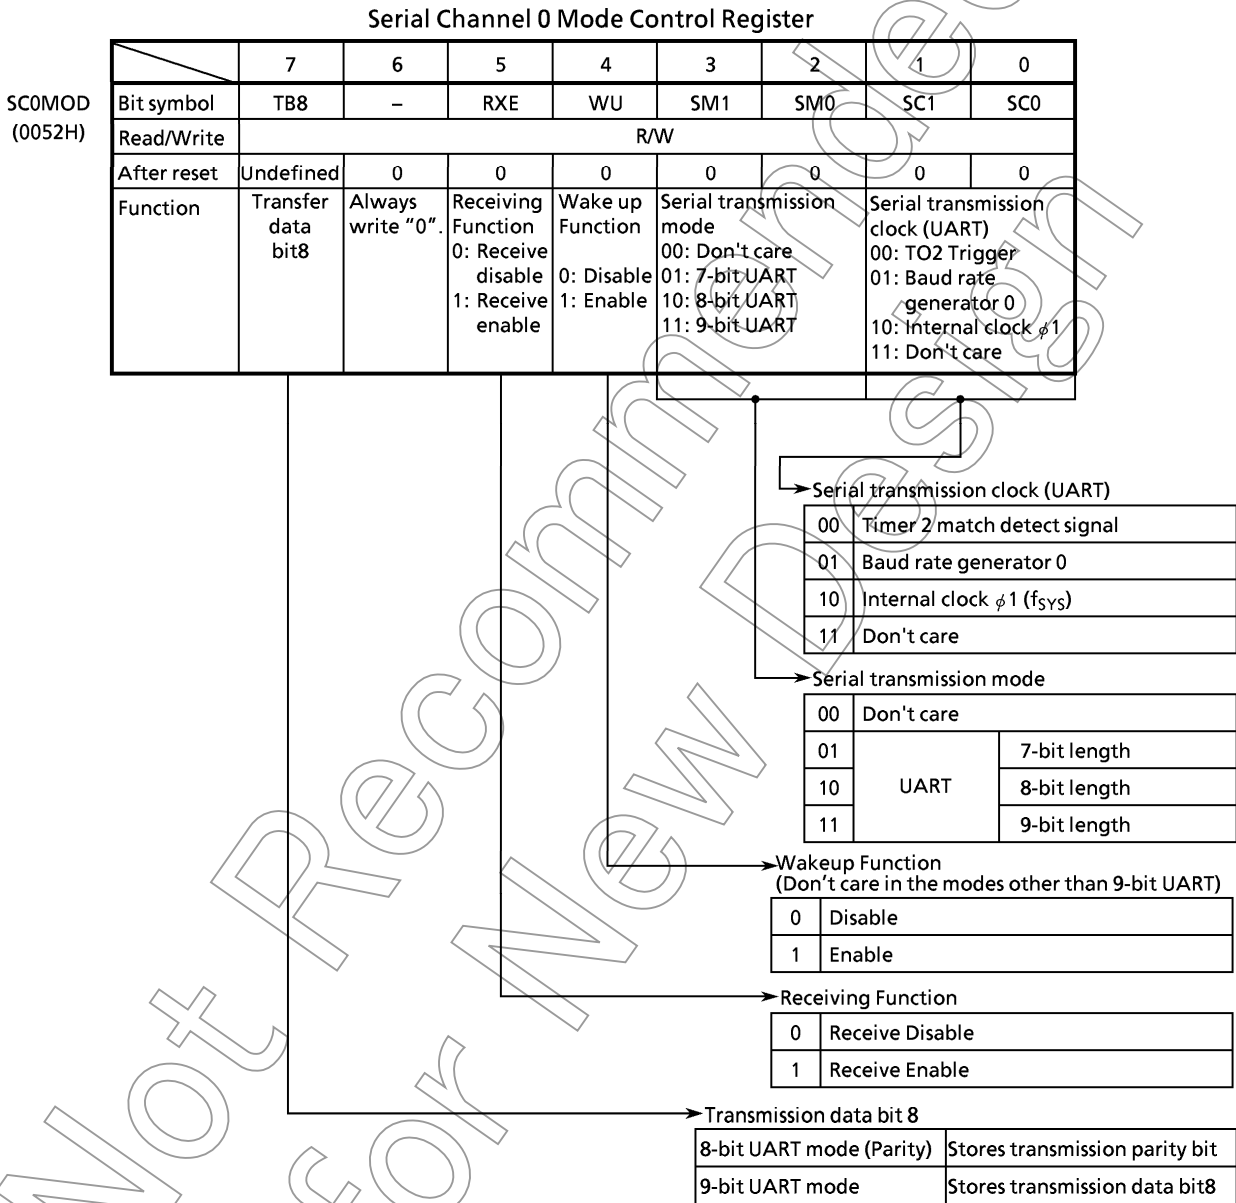 Serial Channel 0 Mode Control Register
7 6 5 4 3 2 1 0
SC0MOD
(0052H)
Bit symbol TB8 – RXE WU SM1 SM0 SC1 SC0
Read/Write R/W
After reset Undefined 0 0 0 0 0 0 0
Function
Transfer
data
bit8
Always
write "0".
Receiving
Function
0: Receive
disable
1: Receive
enable
Wake up
Function
0: Disable
1: Enable
Serial transmission
mode
00: Don't care
01: 7-bit UART
10: 8-bit UART
11: 9-bit UART
Serial transmission
clock (UART)
00: TO2 Trigger
01: Baud rate
generator 0
10: Internal clock ϕ1
11: Don't care
Serial transmission clock (UART)
00 Timer 2 match detect signal
01 Baud rate generator 0
10 Internal clock ϕ1 (fSYS)
11 Don't care
Serial transmission mode
00 Don't care
01 UART 7-bit length
10 8-bit length
11 9-bit length
Wakeup Function
(Don't care in the modes other than 9-bit UART)
0 Disable
1 Enable
Receiving Function
0 Receive Disable
1 Receive Enable
Transmission data bit 8
8-bit UART mode (Parity) Stores transmission parity bit
9-bit UART mode Stores transmission data bit8
Not Recommended
for New Design